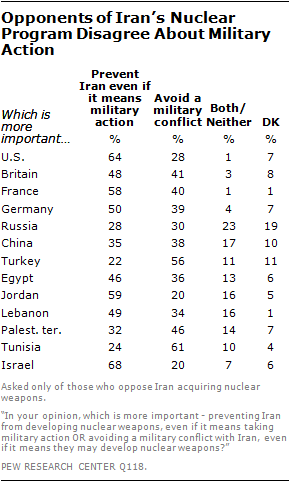 Opponents of Iran's Nuclear
Program Disagree About Military
Action
Which is more important… Prevent Iran even if it means military action Avoid a military conflict Both/Neither DK
% % % %
U.S. 64 28 1 7
Britain 48 41 3 8
France 58 40 1 1
Germany 50 39 4 7
Russia 28 30 23 19
China 35 38 17 10
Turkey 22 56 11 11
Egypt 46 36 13 6
Jordan 59 20 16 5
Lebanon 49 34 16 1
Palest. ter. 32 46 14 7
Tunisia 24 61 10 4
Israel 68 20 7 6
Asked only of those who oppose Iran acquiring nuclear
weapons.
"In your opinion, which is more important – preventing Iran
from developing nuclear weapons, even if it means taking
military action OR avoiding a military conflict with Iran, even
if it means they may develop nuclear weapons?"
PEW RESEARCH CENTER Q118.